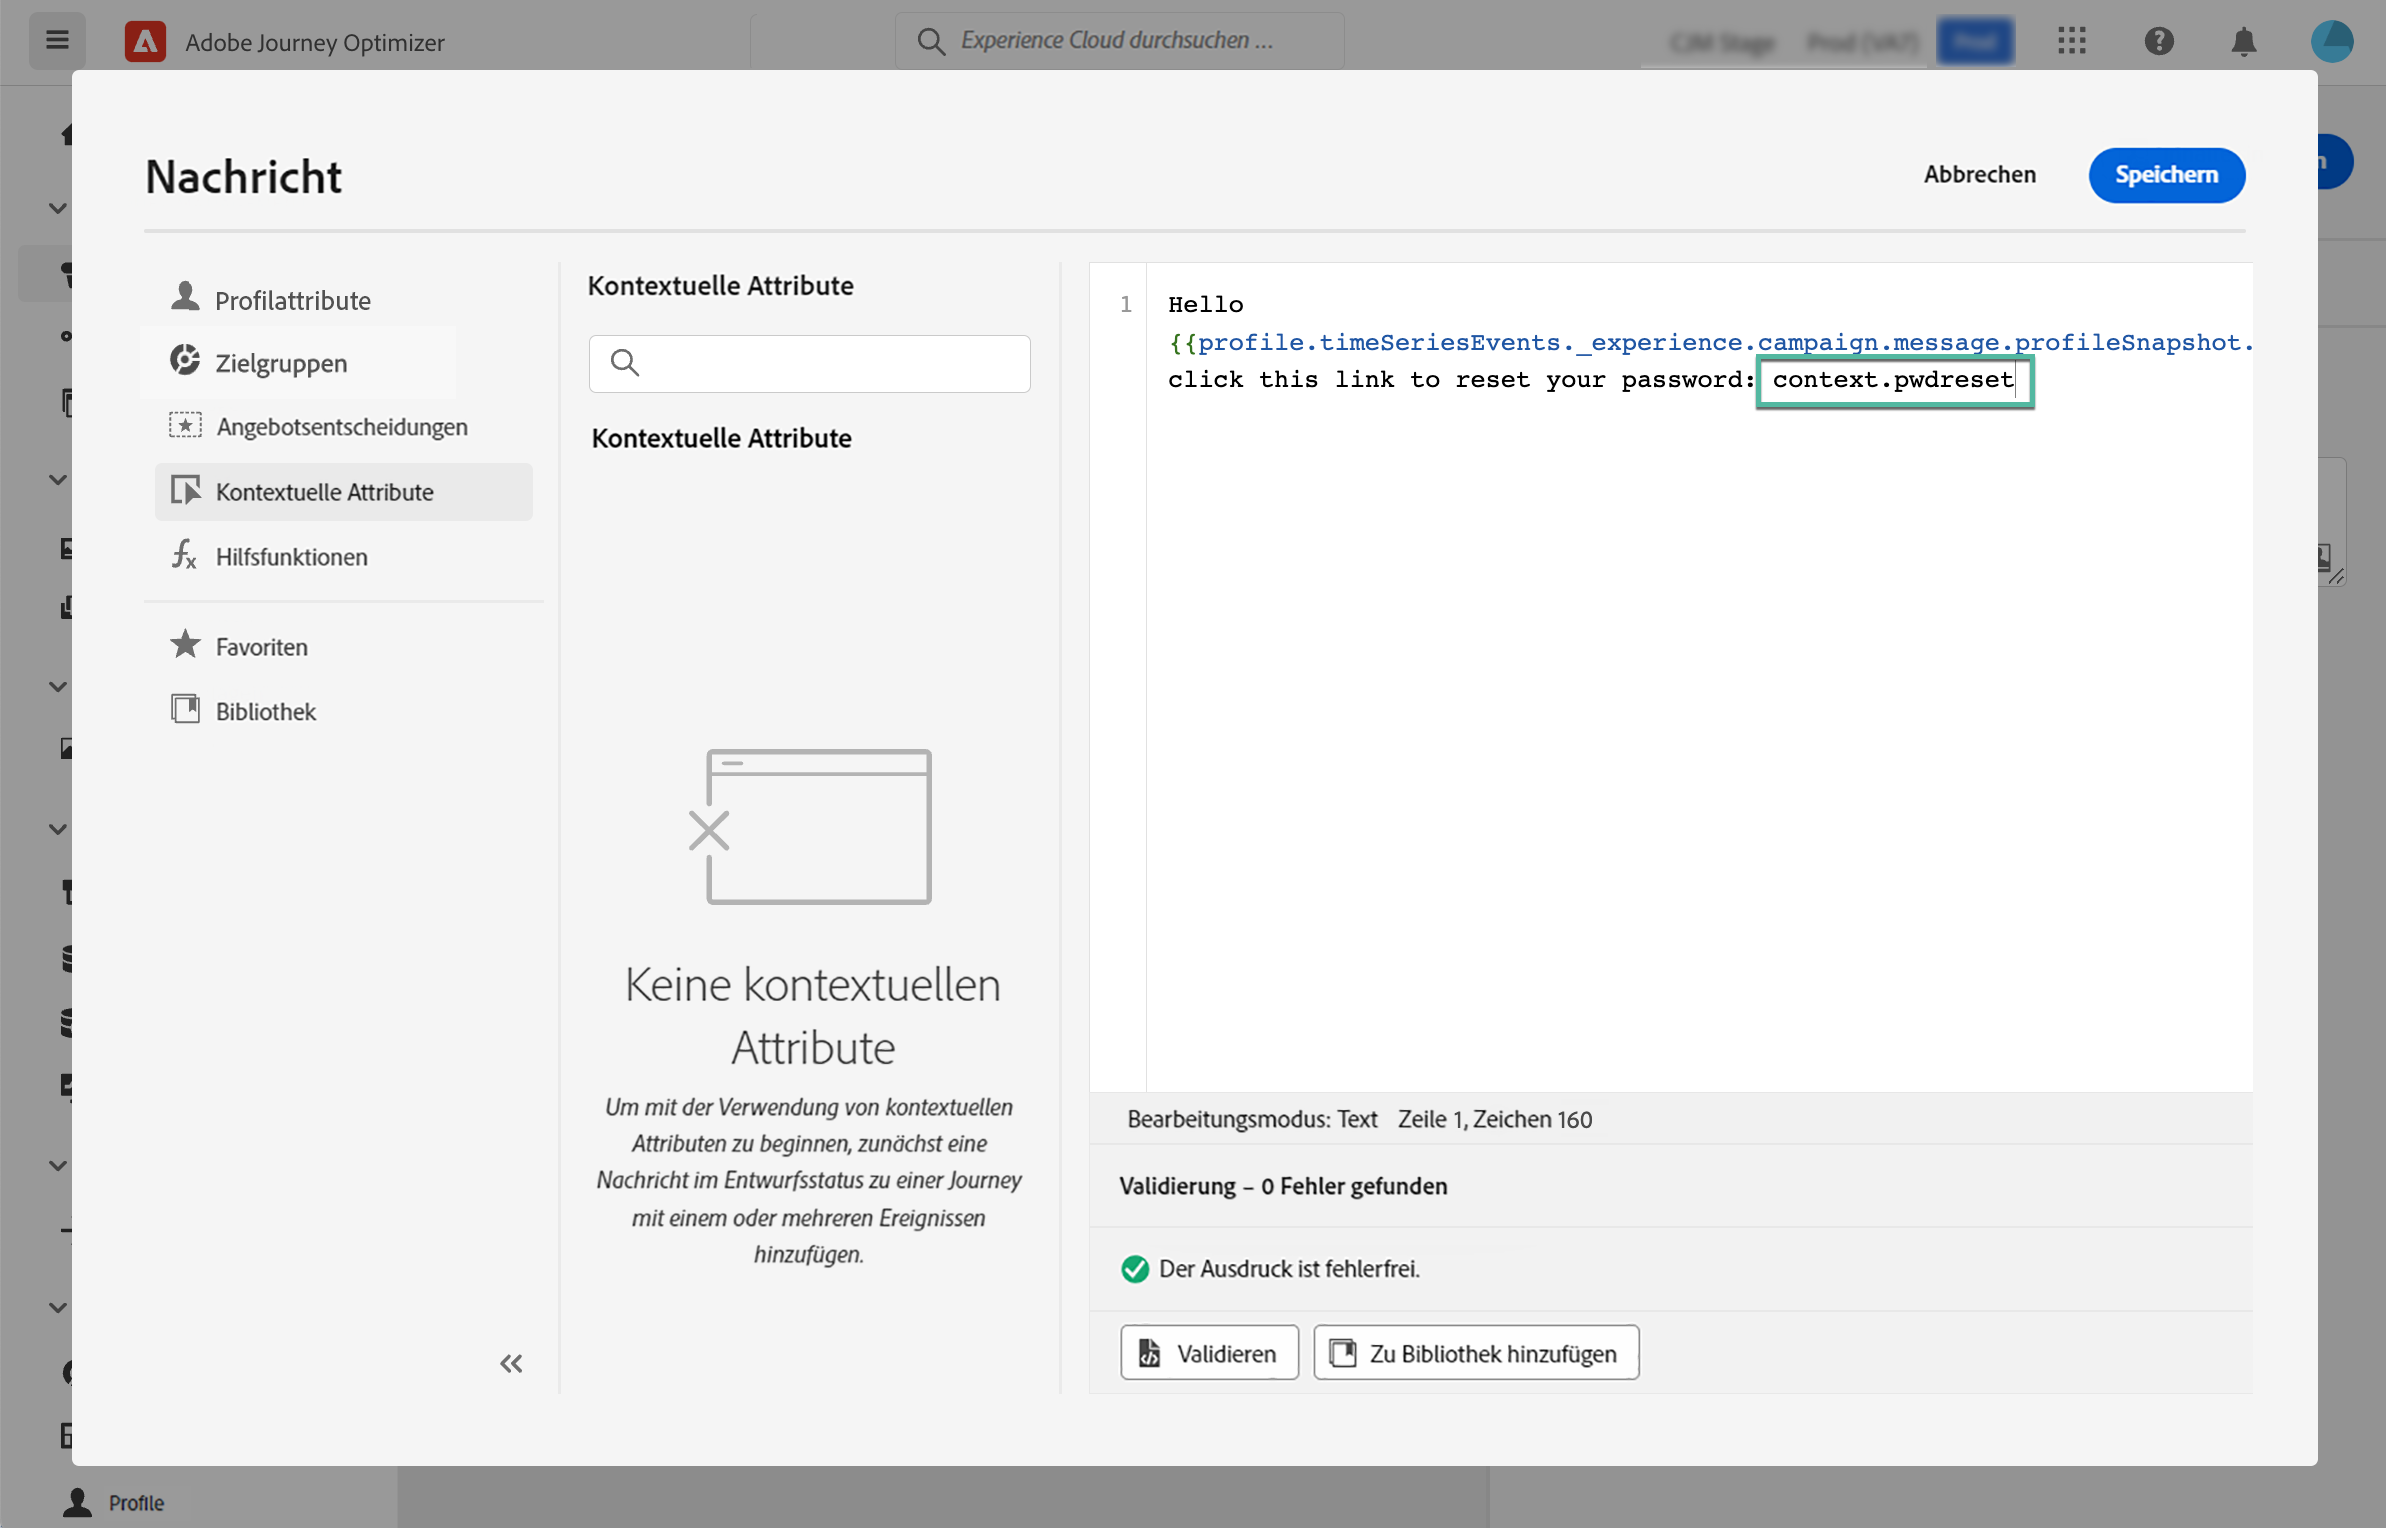 Adobe Journey Optimizer
Experience Cloud durchsuchen ...
Nachricht
Abbrechen
Speichern
Profilattribute
Zielgruppen
Angebotsentscheidungen
Kontextuelle Attribute
Hilfsfunktionen
Favoriten
Bibliothek
Kontextuelle Attribute
Kontextuelle Attribute
Keine kontextuellen
Attribute
Um mit der Verwendung von kontextuellen
Attributen zu beginnen, zunächst eine
Nachricht im Entwurfsstatus zu einer Journey
mit einem oder mehreren Ereignissen
hinzufügen.
1 Hello
{{profile.timeSeriesEvents._experience.campaign.message.profileSnapshot.
click this link to reset your password: context.pwdreset
Bearbeitungsmodus: Text Zeile 1, Zeichen 160
Validierung – 0 Fehler gefunden
Der Ausdruck ist fehlerfrei.
Validieren
Zu Bibliothek hinzufügen
Profile